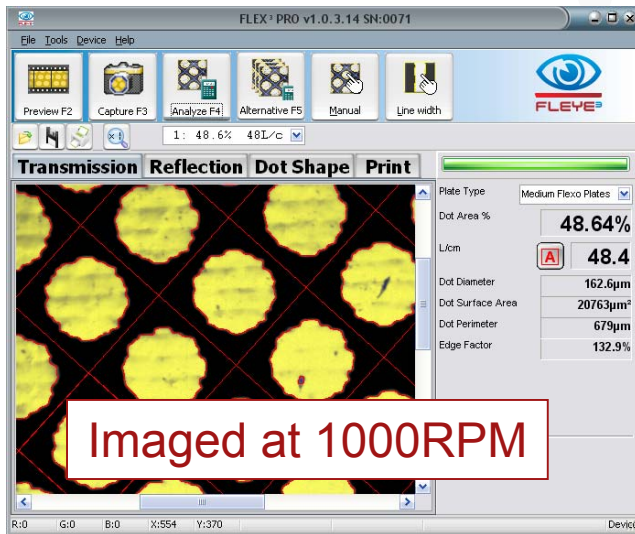 FLEX³ PRO v1.0.3.14 SN:0071
File Tools Device Help
Preview F2 Capture F3 Analyze F4 Alternative F5 Manual Line width
FLEYE³
1: 48.6% 48L/c
Transmission Reflection Dot Shape Print
Plate Type Medium Flexo Plates
Dot Area % 48.64%
L/cm A 48.4
Dot Diameter 162.6µm
Dot Surface Area 20763µm²
Dot Perimeter 679µm
Edge Factor 132.9%
Imaged at 1000RPM
R:0 G:0 B:0 X:554 Y:370 Device